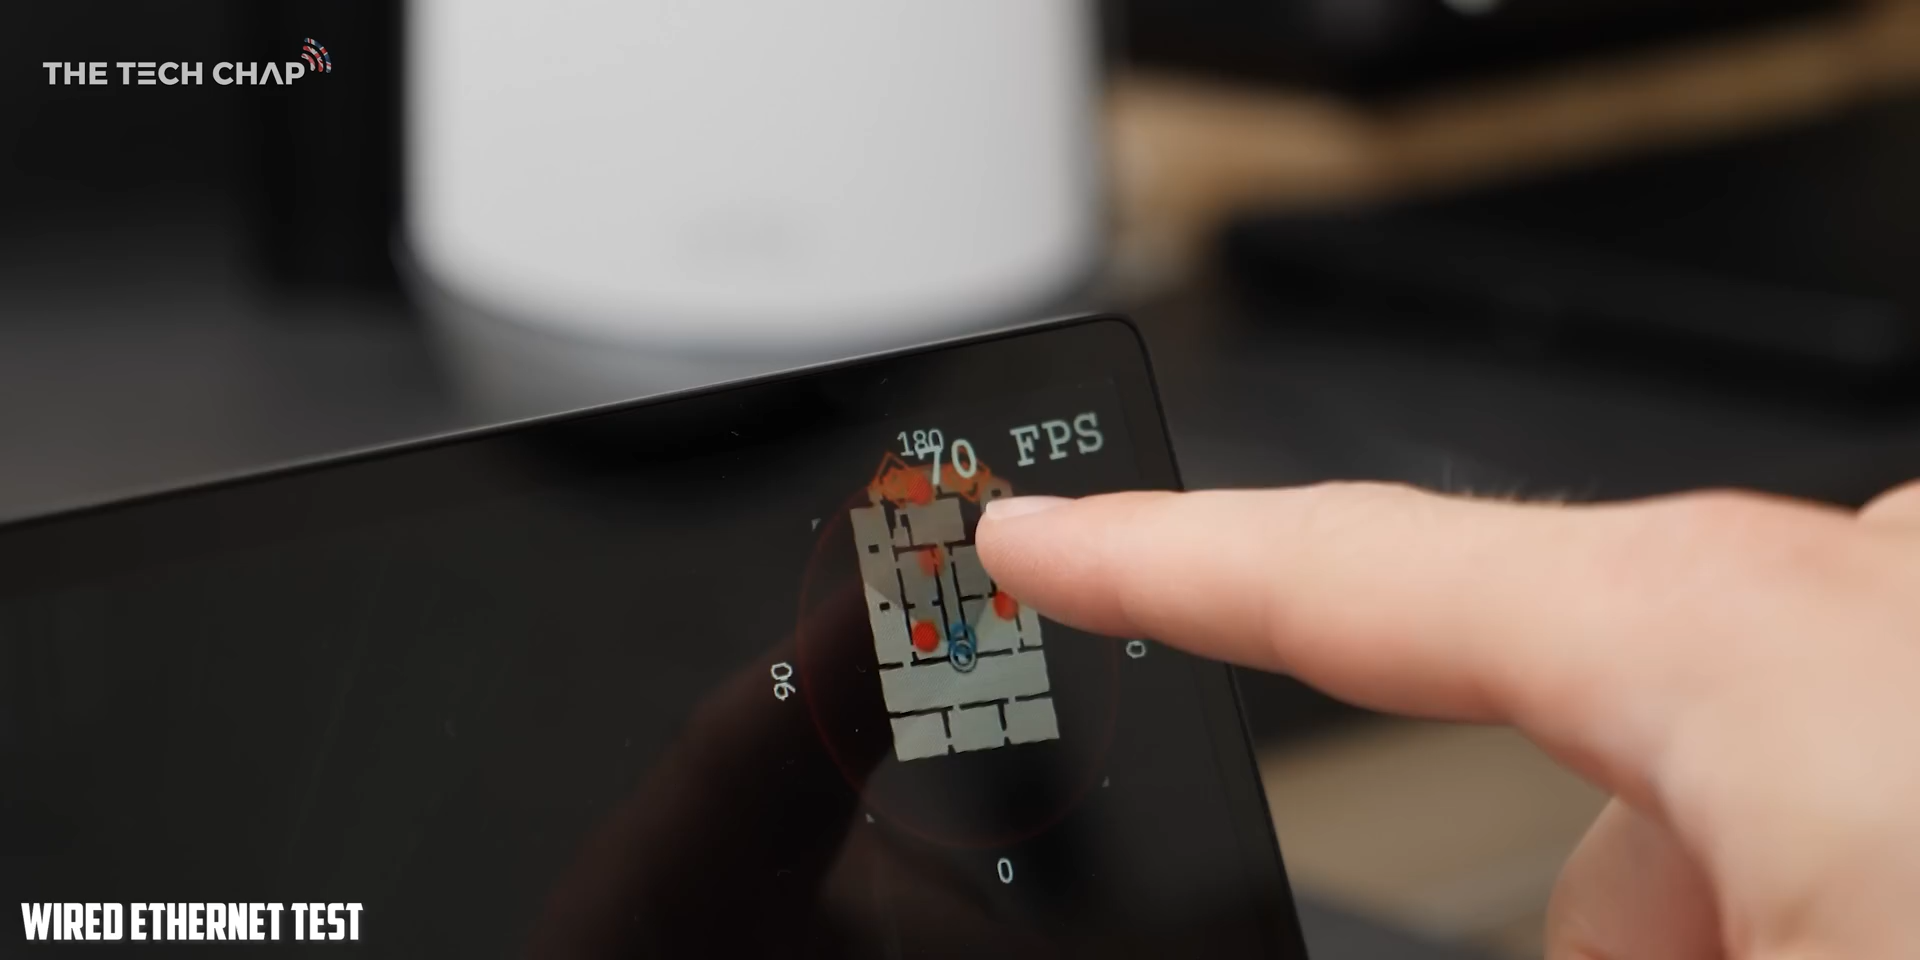 THE TECH CHAP
180
70 FPS
90
0
0
WIRED ETHERNET TEST